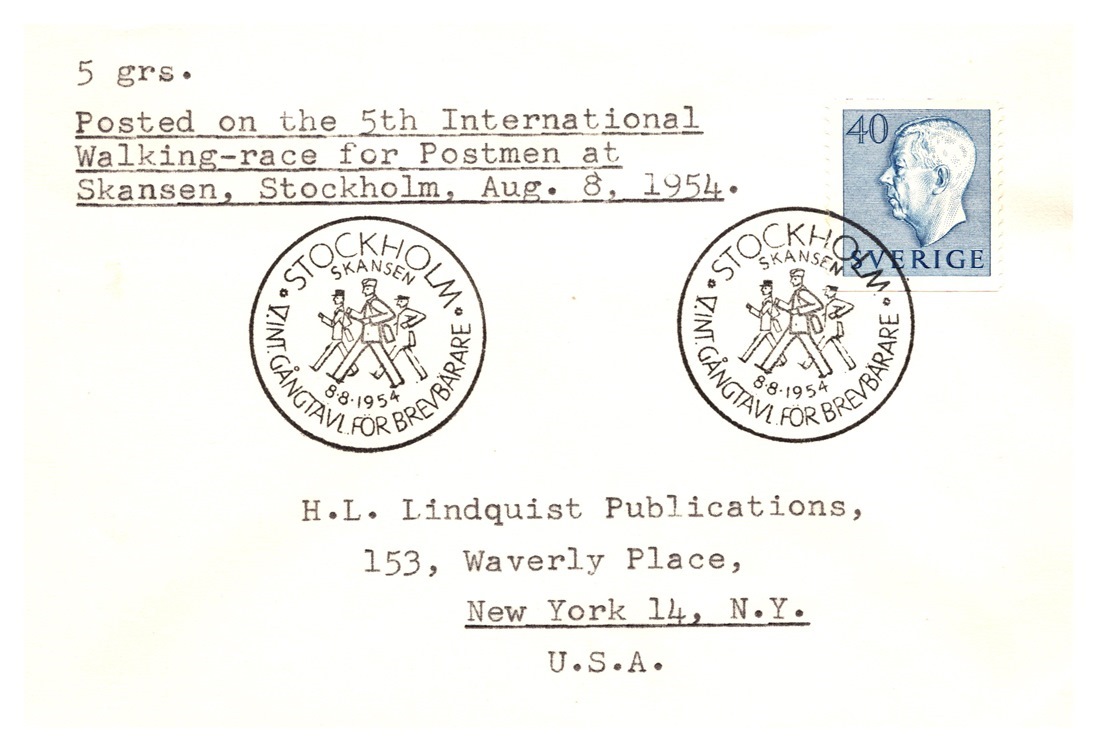 5 grs.
Posted on the 5th International
Walking-race for Postmen at
Skansen, Stockholm, Aug. 8, 1954.
40
SVERIGE
STOCKHOLM
SKANSEN
8·8·1954
V. INT. GÅNGTÄVL. FÖR BREVBÄRARE
STOCKHOLM
SKANSEN
8·8·1954
V. INT. GÅNGTÄVL. FÖR BREVBÄRARE
H.L. Lindquist Publications,
153, Waverly Place,
New York 14, N.Y.
U.S.A.